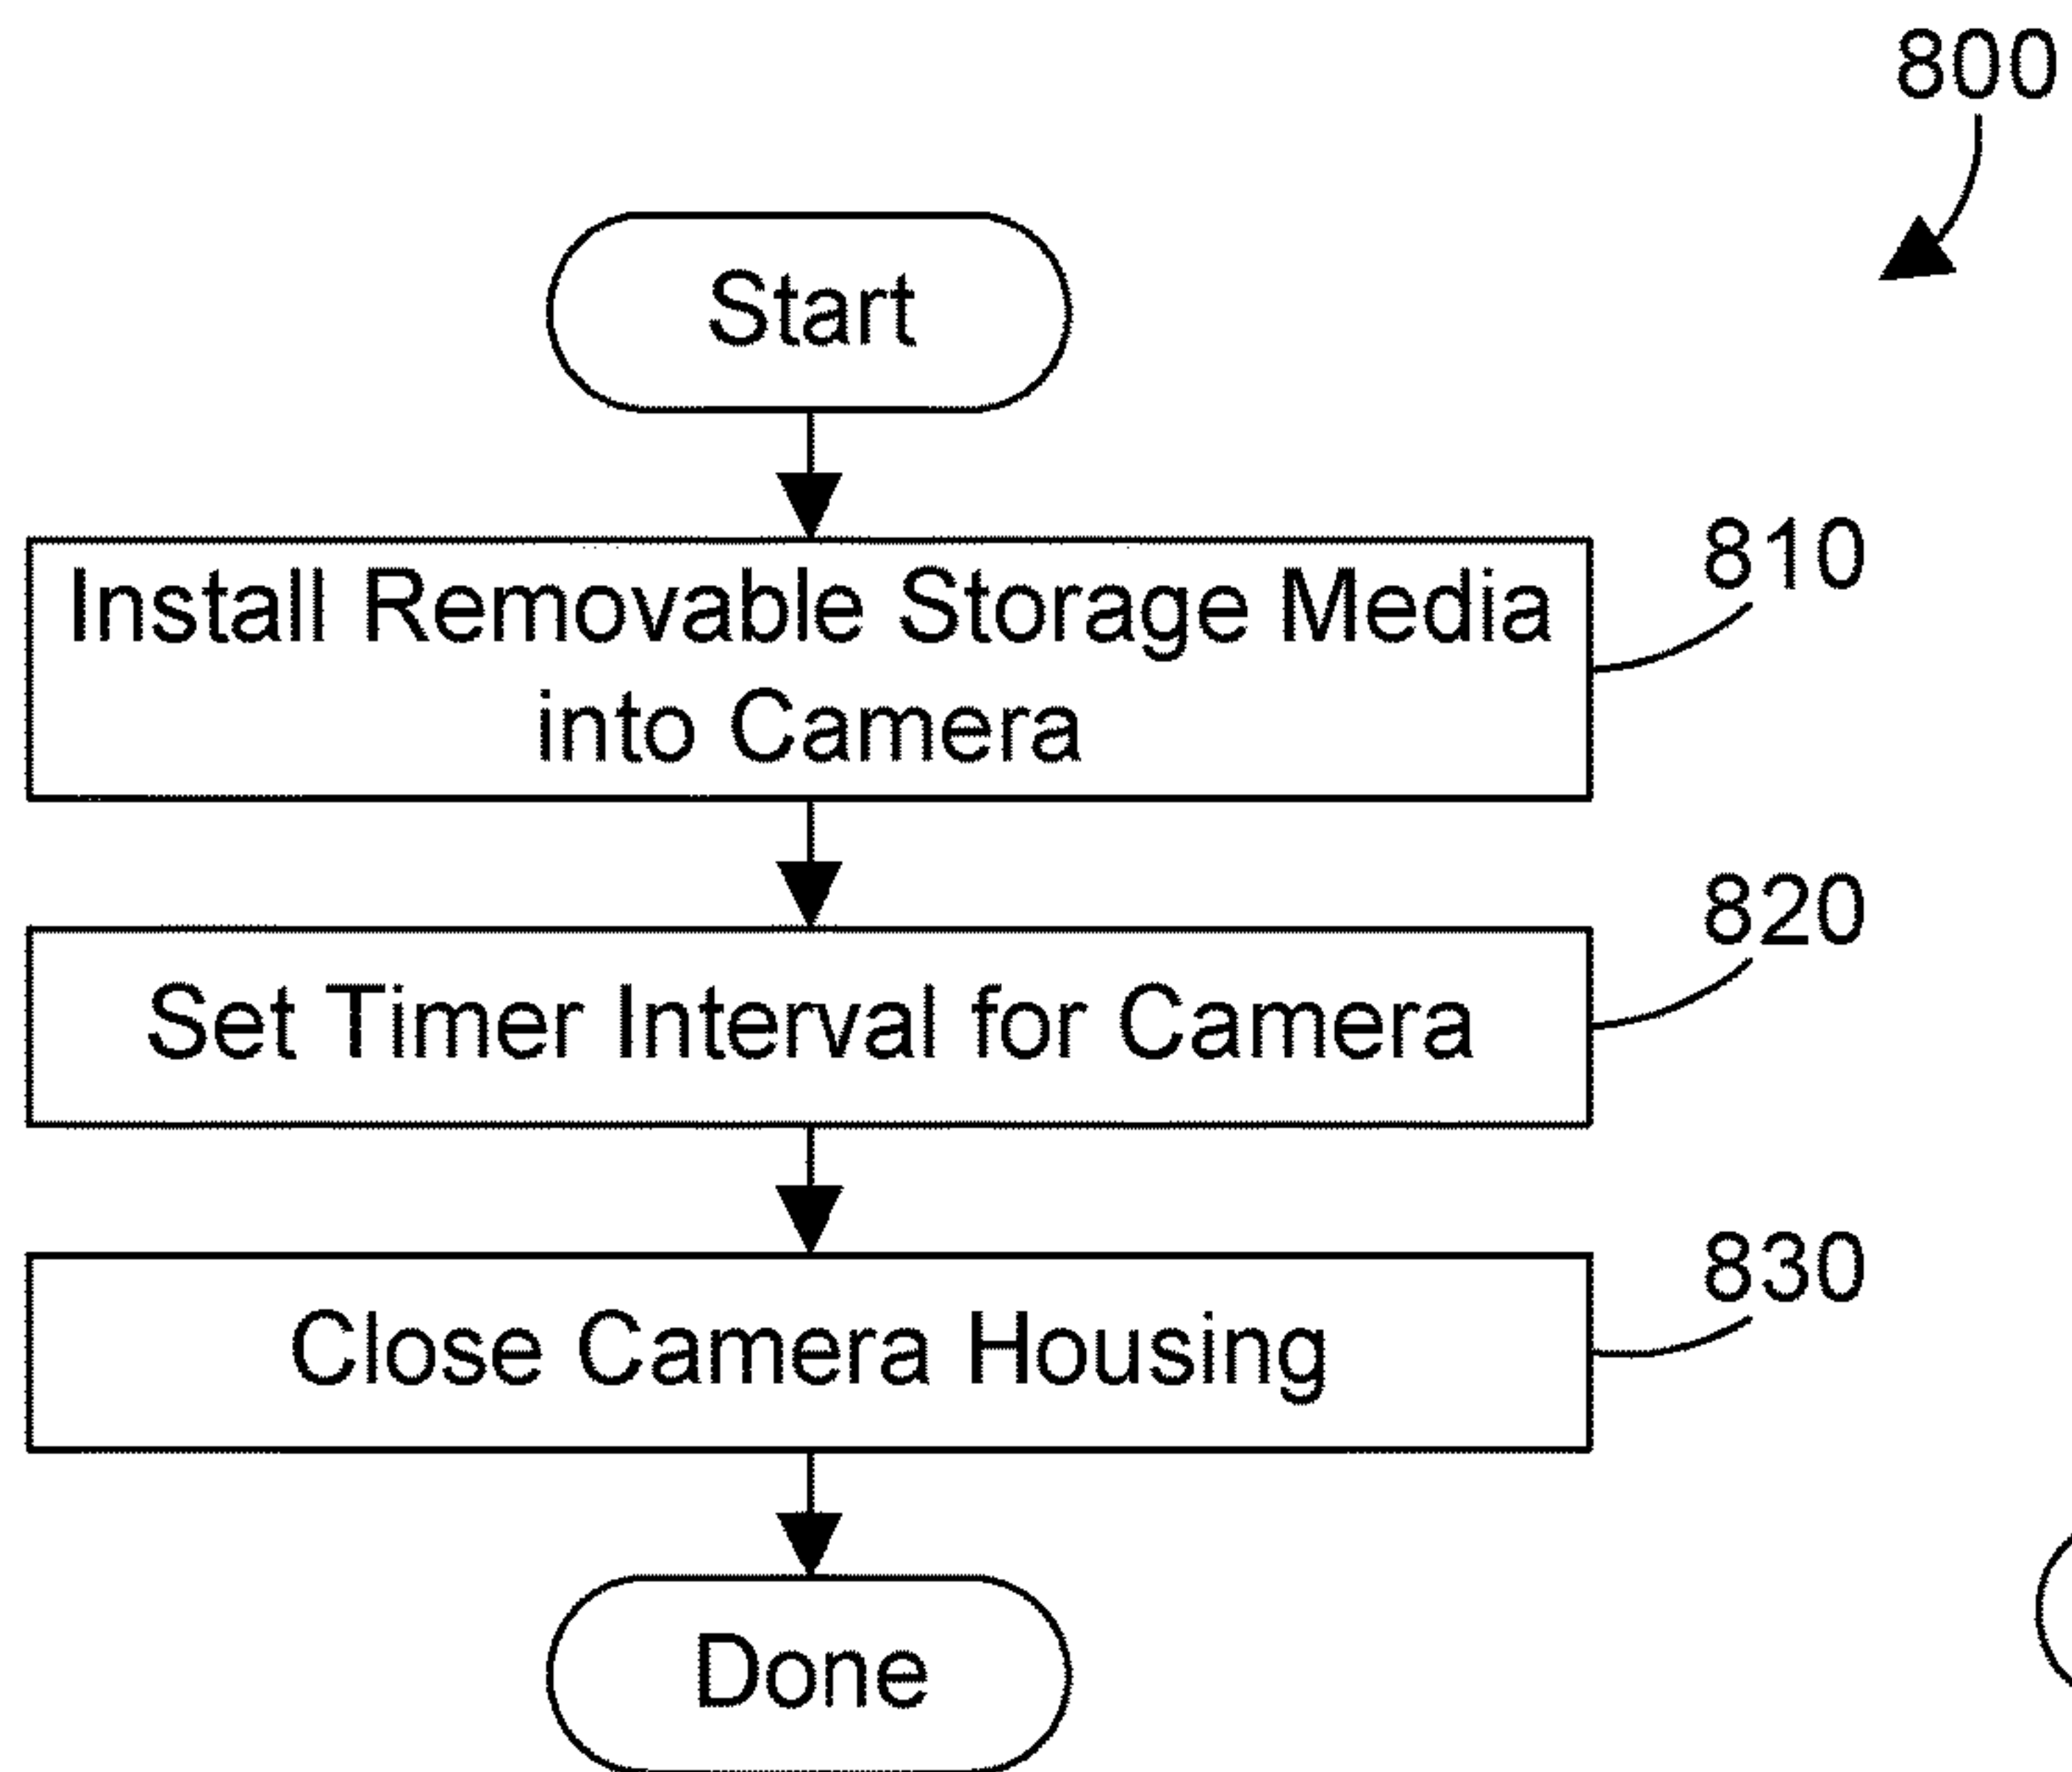 800
Start
Install Removable Storage Media
into Camera
810
Set Timer Interval for Camera
820
Close Camera Housing
830
Done